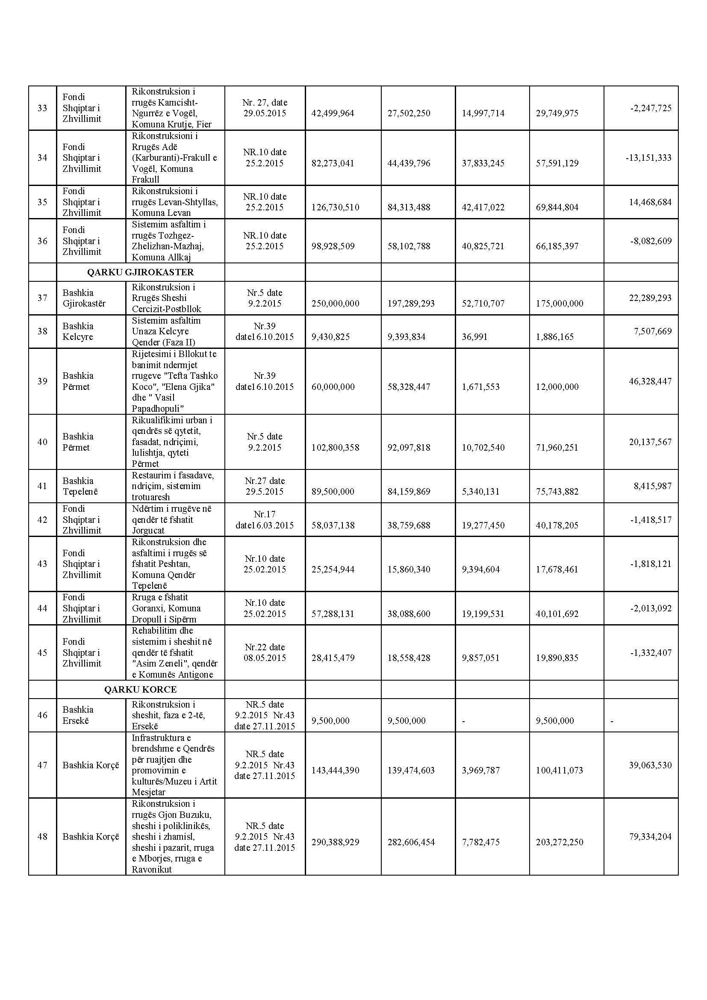 33
Fondi
Shqiptar i
Zhvillimit
Rikonstruksion i
rrugës Kamcisht-
Ngurrëz e Vogël,
Komuna Krutje, Fier
Nr. 27, date
29.05.2015
42,499,964
27,502,250
14,997,714
29,749,975
-2,247,725
34
Fondi
Shqiptar i
Zhvillimit
Rikonstruksioni i
Rrugës Adë
(Karburanti)-Frakull e
Vogël, Komuna
Frakull
NR.10 date
25.2.2015
82,273,041
44,439,796
37,833,245
57,591,129
-13,151,333
35
Fondi
Shqiptar i
Zhvillimit
Rikonstruksioni i
rrugës Levan-Shtyllas,
Komuna Levan
NR.10 date
25.2.2015
126,730,510
84,313,488
42,417,022
69,844,804
14,468,684
36
Fondi
Shqiptar i
Zhvillimit
Sistemim asfaltim i
rrugës Tozhgez-
Zhelizhan-Mazhaj,
Komuna Allkaj
NR.10 date
25.2.2015
98,928,509
58,102,788
40,825,721
66,185,397
-8,082,609
QARKU GJIROKASTER
37
Bashkia
Gjirokastër
Rikonstruksion i
Rrugës Sheshi
Cercizit-Postbllok
Nr.5 date
9.2.2015
250,000,000
197,289,293
52,710,707
175,000,000
22,289,293
38
Bashkia
Kelcyre
Sistemim asfaltim
Unaza Kelcyre
Qender (Faza II)
Nr.39
date16.10.2015
9,430,825
9,393,834
36,991
1,886,165
7,507,669
39
Bashkia
Përmet
Rijetesimi i Bllokut te
banimit ndermjet
rrugeve "Tefta Tashko
Koco", "Elena Gjika"
dhe " Vasil
Papadhopuli"
Nr.39
date16.10.2015
60,000,000
58,328,447
1,671,553
12,000,000
46,328,447
40
Bashkia
Përmet
Rikualifikimi urban i
qendrës së qytetit,
fasadat, ndriçimi,
lulishtja, qyteti
Përmet
Nr.5 date
9.2.2015
102,800,358
92,097,818
10,702,540
71,960,251
20,137,567
41
Bashkia
Tepelenë
Restaurim i fasadave,
ndriçim, sistemim
trotuaresh
Nr.27 date
29.5.2015
89,500,000
84,159,869
5,340,131
75,743,882
8,415,987
42
Fondi
Shqiptar i
Zhvillimit
Ndërtim i rrugëve në
qendër të fshatit
Jorgucat
Nr.17
date16.03.2015
58,037,138
38,759,688
19,277,450
40,178,205
-1,418,517
43
Fondi
Shqiptar i
Zhvillimit
Rikonstruksion dhe
asfaltimi i rrugës së
fshatit Peshtan,
Komuna Qendër
Tepelenë
Nr.10 date
25.02.2015
25,254,944
15,860,340
9,394,604
17,678,461
-1,818,121
44
Fondi
Shqiptar i
Zhvillimit
Rruga e fshatit
Goranxi, Komuna
Dropull i Sipërm
Nr.10 date
25.02.2015
57,288,131
38,088,600
19,199,531
40,101,692
-2,013,092
45
Fondi
Shqiptar i
Zhvillimit
Rehabilitim dhe
sistemim i sheshit në
qendër të fshatit
"Asim Zeneli", qendër
e Komunës Antigone
Nr.22 date
08.05.2015
28,415,479
18,558,428
9,857,051
19,890,835
-1,332,407
QARKU KORCE
46
Bashkia
Ersekë
Rikonstruksion i
sheshit, faza e 2-të,
Ersekë
NR.5 date
9.2.2015  Nr.43
date 27.11.2015
9,500,000
9,500,000
-
9,500,000
-
47
Bashkia Korçë
Infrastruktura e
brendshme e Qendrës
për ruajtjen dhe
promovimin e
kulturës/Muzeu i Artit
Mesjetar
NR.5 date
9.2.2015  Nr.43
date 27.11.2015
143,444,390
139,474,603
3,969,787
100,411,073
39,063,530
48
Bashkia Korçë
Rikonstruksion i
rrugës Gjon Buzuku,
sheshi i poliklinikës,
sheshi i zhamisl,
sheshi i pazarit, rruga
e Mborjes, rruga e
Ravonikut
NR.5 date
9.2.2015  Nr.43
date 27.11.2015
290,388,929
282,606,454
7,782,475
203,272,250
79,334,204